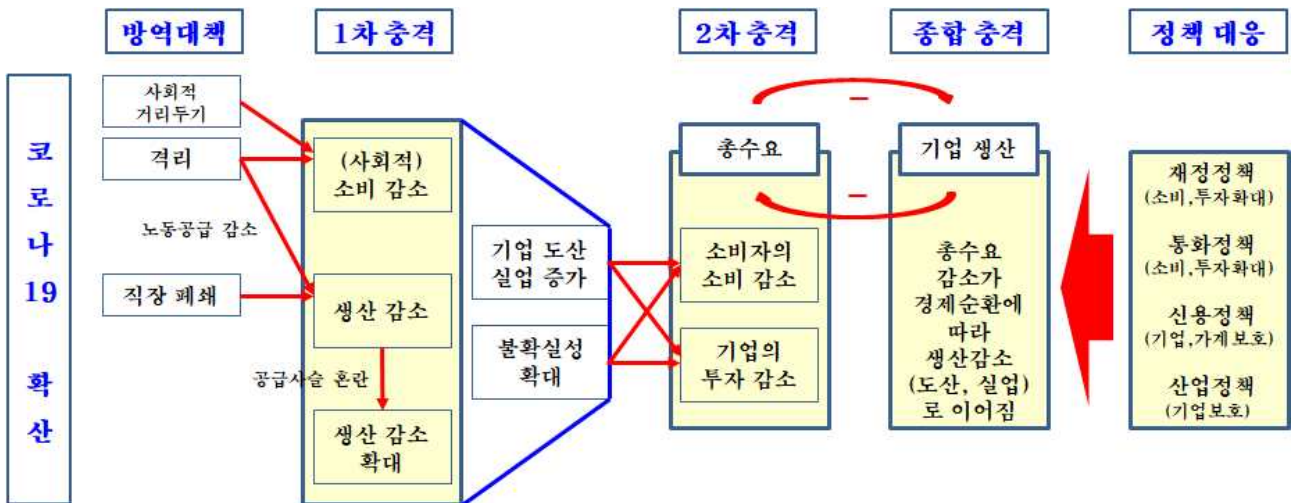 방역대책
1차 충격
2차 충격
종합 충격
정책 대응
코
로
나
19
확
산
사회적
거리두기
격리
노동공급 감소
직장 폐쇄
(사회적)
소비 감소
생산 감소
공급사슬 혼란
생산 감소
확대
기업 도산
실업 증가
불확실성
확대
총수요
소비자의
소비 감소
기업의
투자 감소
–
–
기업 생산
총수요
감소가
경제순환에
따라
생산감소
(도산, 실업)
로 이어짐
재정정책
(소비,투자확대)
통화정책
(소비,투자확대)
신용정책
(기업,가계보호)
산업정책
(기업보호)